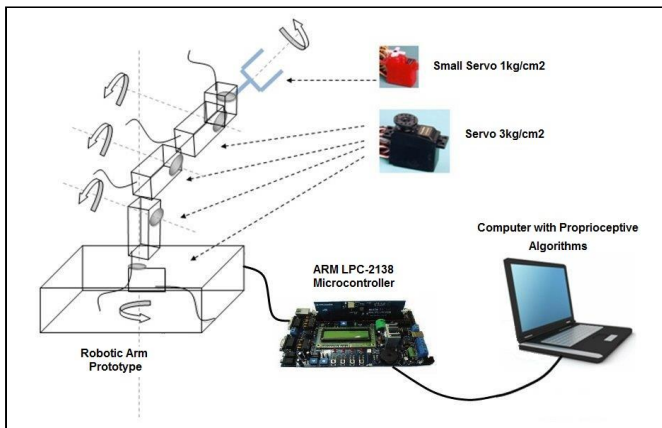 Small Servo 1kg/cm2
Servo 3kg/cm2
Computer with Proprioceptive
Algorithms
ARM LPC-2138
Microcontroller
Robotic Arm
Prototype